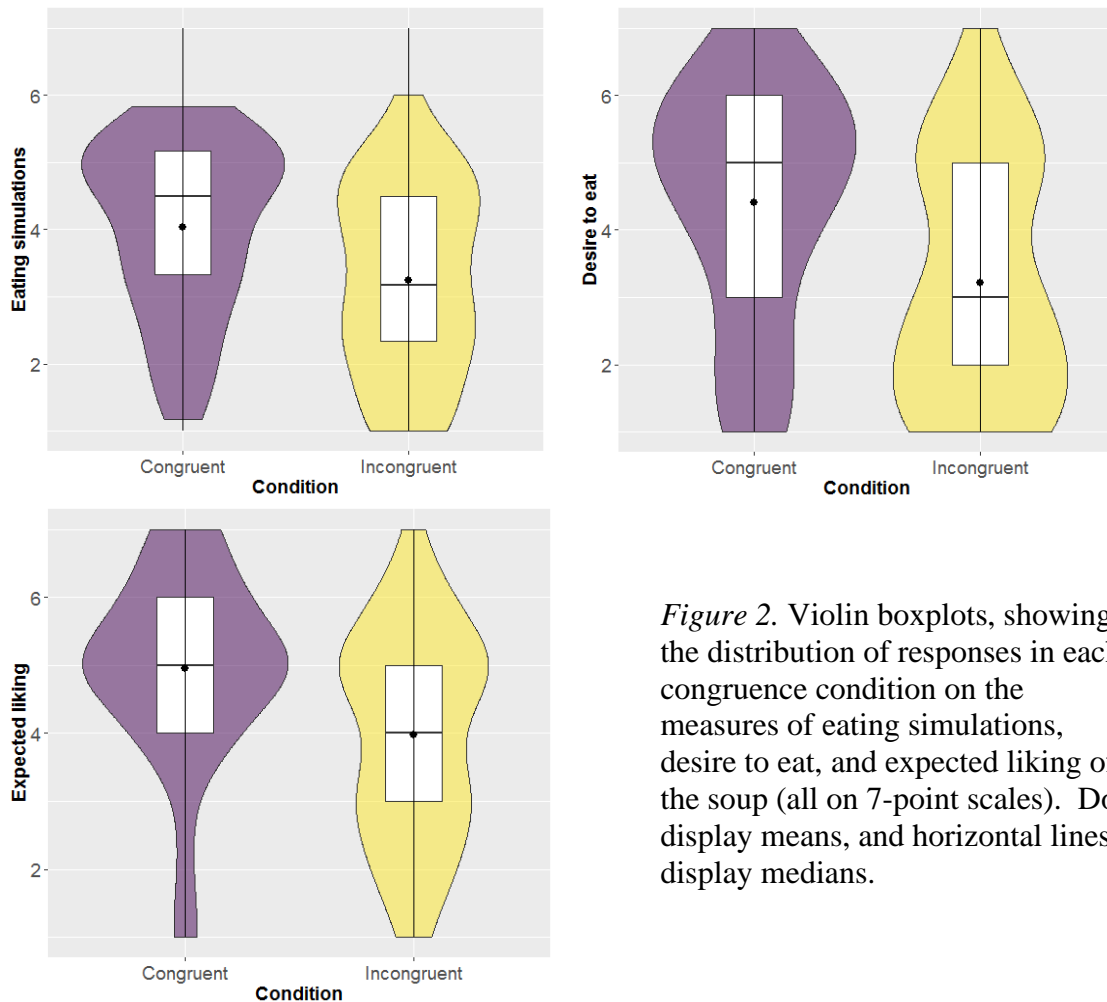 6
4
2
Eating simulations
Congruent
Incongruent
Condition
6
4
2
Desire to eat
Congruent
Incongruent
Condition
6
4
2
Expected liking
Congruent
Incongruent
Condition
Figure 2. Violin boxplots, showing
the distribution of responses in
congruence condition on the
measures of eating simulations,
desire to eat, and expected liking
the soup (all on 7-point scales).
display means, and horizontal lines
display medians.